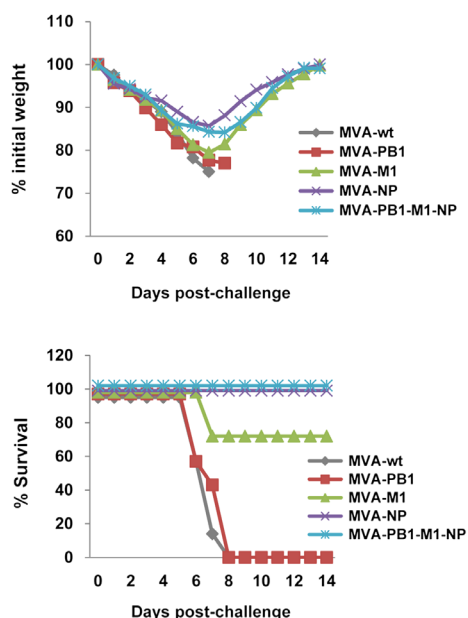 % initial weight
100
90
80
70
60
0 2 4 6 8 10 12 14
Days post-challenge
MVA-wt
MVA-PB1
MVA-M1
MVA-NP
MVA-PB1-M1-NP
% Survival
120
100
80
60
40
20
0
0 2 4 6 8 10 12 14
Days post-challenge
MVA-wt
MVA-PB1
MVA-M1
MVA-NP
MVA-PB1-M1-NP